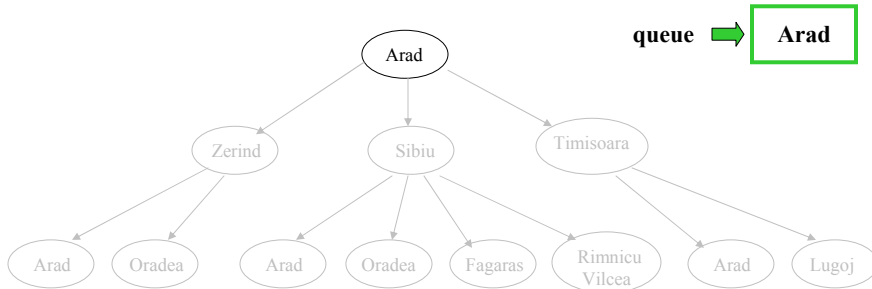 queue Arad
Arad
Zerind Sibiu Timisoara
Arad Oradea Arad Oradea Fagaras Rimnicu Vilcea Arad Lugoj